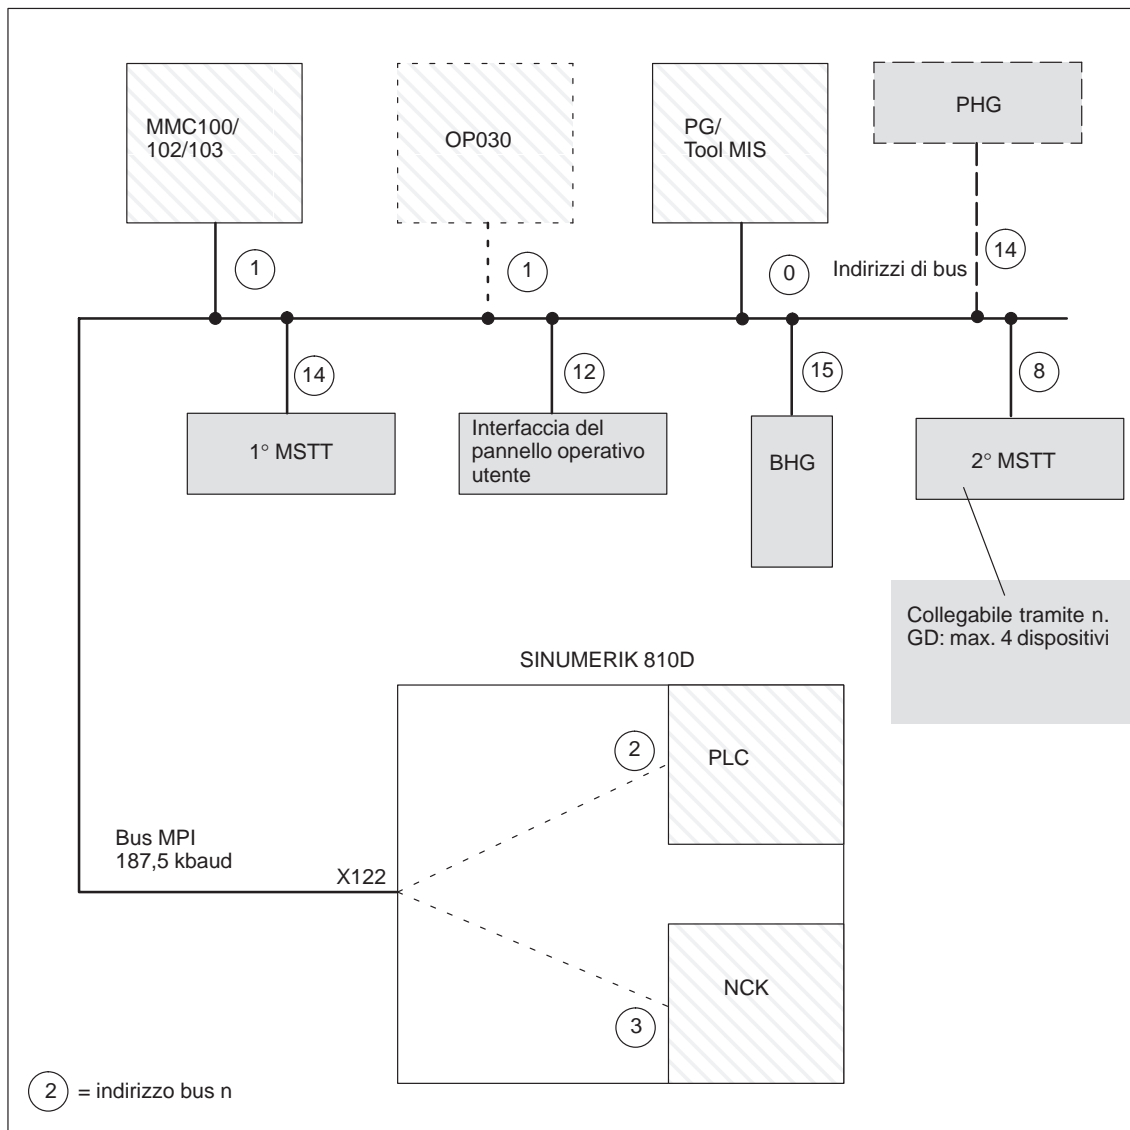 MMC100/
102/103
OP030
PG/
Tool MIS
PHG
1
1
0
Indirizzi di bus
14
14
12
15
8
1° MSTT
Interfaccia del
pannello operativo
utente
BHG
2° MSTT
Collegabile tramite n.
GD: max. 4 dispositivi
SINUMERIK 810D
2
PLC
Bus MPI
187,5 kbaud
X122
NCK
3
2 = indirizzo bus n